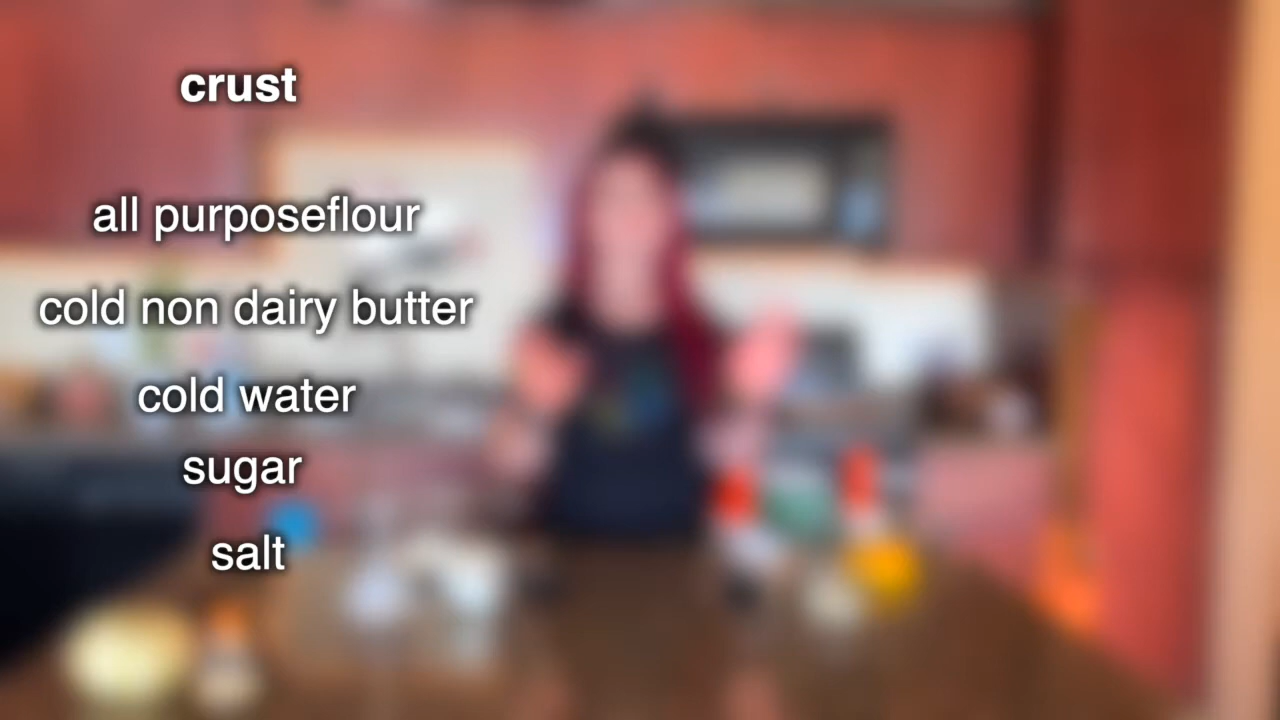 crust
all purposeflour
cold non dairy butter
cold water
sugar
salt